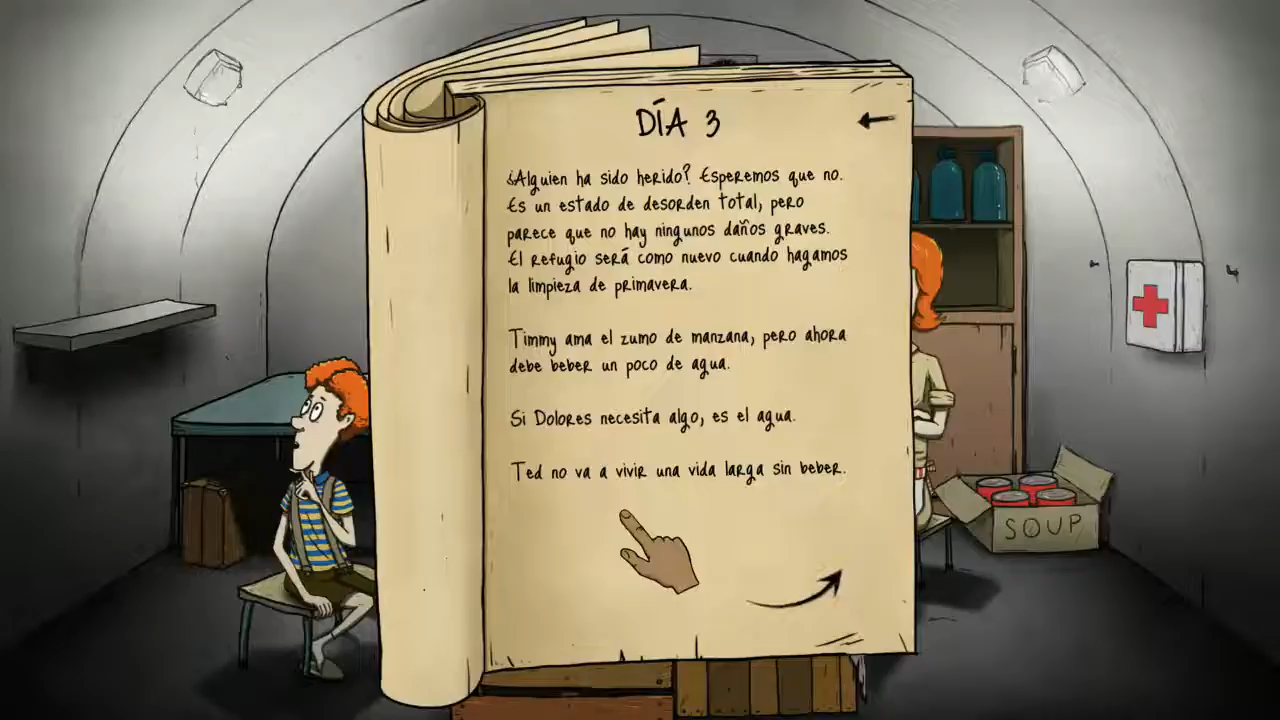 DÍA 3
¿Alguien ha sido herido? Esperemos que no.
Es un estado de desorden total, pero
parece que no hay ningunos daños graves.
El refugio será como nuevo cuando hagamos
la limpieza de primavera.
Timmy ama el zumo de manzana, pero ahora
debe beber un poco de agua.
Si Dolores necesita algo, es el agua.
Ted no va a vivir una vida larga sin beber.
SOUP